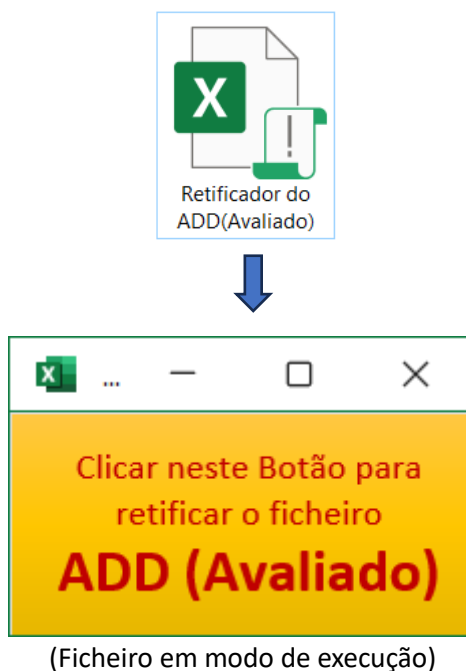 Retificador do
ADD(Avaliado)
...
Clicar neste Botão para
retificar o ficheiro
ADD (Avaliado)
(Ficheiro em modo de execução)